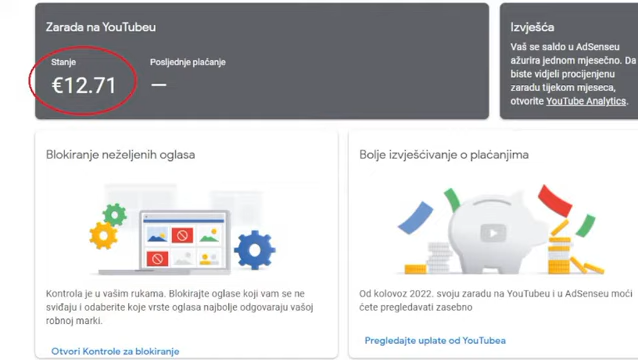 Zarada na YouTubeu
Stanje
€12.71
Posljednje plaćanje
—
Izvješća
Vaš se saldo u AdSenseu
ažurira jednom mjesečno. Da
biste vidjeli procijenjenu
zaradu tijekom mjeseca,
otvorite YouTube Analytics.
Blokiranje neželjenih oglasa
Kontrola je u vašim rukama. Blokirajte oglase koji vam se ne
sviđaju i odaberite koje vrste oglasa najbolje odgovaraju vašoj
robnoj marki.
Otvori Kontrole za blokiranje
Bolje izvješćivanje o plaćanjima
Od kolovoz 2022. svoju zaradu na YouTubeu i u AdSenseu moći
ćete pregledavati zasebno
Pregledajte uplate od YouTubea